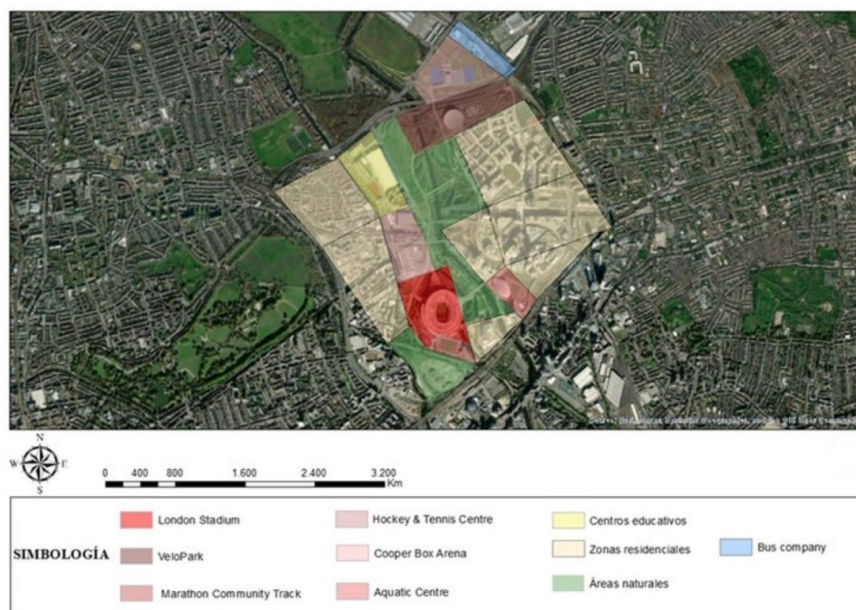 N
W E
S
0 400 800 1.600 2.400 3.200
Km
SIMBOLOGÍA
London Stadium
VeloPark
Marathon Community Track
Hockey & Tennis Centre
Cooper Box Arena
Aquatic Centre
Centros educativos
Zonas residenciales
Áreas naturales
Bus company